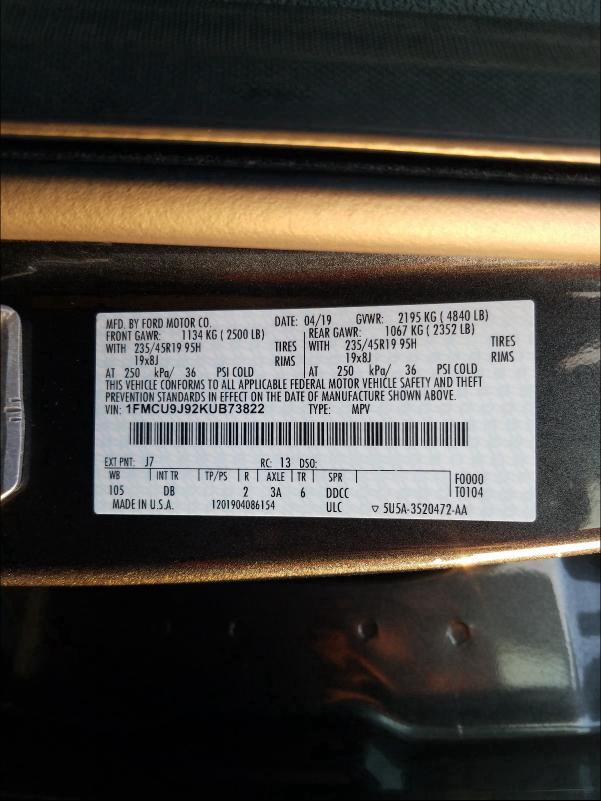 MFD. BY FORD MOTOR CO. DATE: 04/19 GVWR: 2195 KG ( 4840 LB)
FRONT GAWR: 1134 KG ( 2500 LB) REAR GAWR: 1067 KG ( 2352 LB)
WITH 235/45R19 95H TIRES WITH 235/45R19 95H TIRES
19x8J RIMS 19x8J RIMS
AT 250 kPa/ 36 PSI COLD AT 250 kPa/ 36 PSI COLD
THIS VEHICLE CONFORMS TO ALL APPLICABLE FEDERAL MOTOR VEHICLE SAFETY AND THEFT
PREVENTION STANDARDS IN EFFECT ON THE DATE OF MANUFACTURE SHOWN ABOVE.
VIN: 1FMCU9J92KUB73822 TYPE: MPV
EXT PNT: J7 RC: 13 DSO:
WB INT TR TP/PS R AXLE TR SPR F0000
105 DB 2 3A 6 DDCC T0104
MADE IN U.S.A. 1201904086154 ULC ▽ 5U5A-3520472-AA